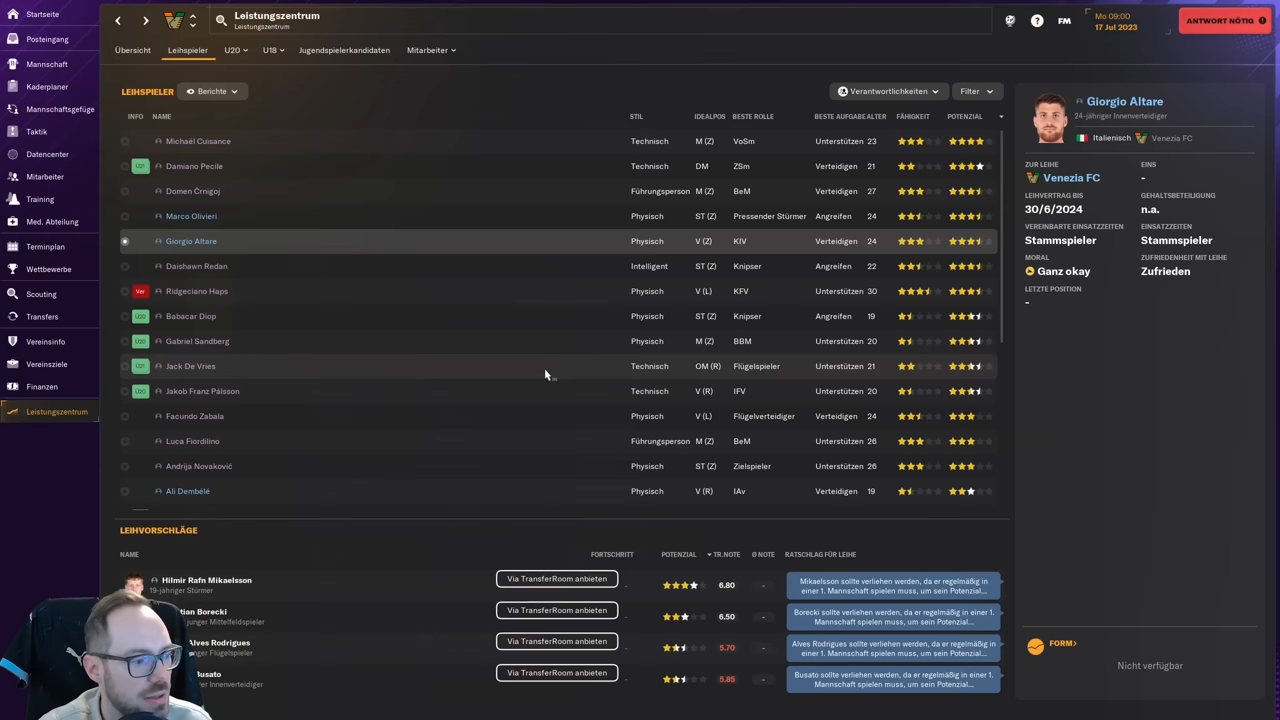 Startseite
Posteingang
Mannschaft
Kaderplaner
Mannschaftsgefüge
Taktik
Datencenter
Mitarbeiter
Training
Med. Abteilung
Terminplan
Wettbewerbe
Scouting
Transfers
Vereinsinfo
Vereinsziele
Finanzen
Leistungszentrum
Leistungszentrum
Leistungszentrum
FM
Mo 09:00
17 Jul 2023
ANTWORT NÖTIG
Übersicht Leihspieler U20 U18 Jugendspielerkandidaten Mitarbeiter
LEIHSPIELER Berichte Verantwortlichkeiten Filter
INFO NAME STIL IDEALPOS BESTE ROLLE BESTE AUFGABE ALTER FÄHIGKEIT POTENZIAL
Michaël Cuisance Technisch M (Z) VoSm Unterstützen 23
U21 Damiano Pecile Technisch DM ZSm Verteidigen 21
Domen Črnigoj Führungsperson M (Z) BeM Verteidigen 27
Marco Olivieri Physisch ST (Z) Pressender Stürmer Angreifen 24
Giorgio Altare Physisch V (Z) KIV Verteidigen 24
Daishawn Redan Intelligent ST (Z) Knipser Angreifen 22
Ver Ridgeciano Haps Physisch V (L) KFV Unterstützen 30
U20 Babacar Diop Physisch ST (Z) Knipser Angreifen 19
U20 Gabriel Sandberg Physisch M (Z) BBM Unterstützen 20
U21 Jack De Vries Technisch OM (R) Flügelspieler Unterstützen 21
U20 Jakob Franz Pálsson Technisch V (R) IFV Unterstützen 20
Facundo Zabala Physisch V (L) Flügelverteidiger Verteidigen 24
Luca Fiordilino Führungsperson M (Z) BeM Unterstützen 26
Andrija Novaković Physisch ST (Z) Zielspieler Unterstützen 26
Ali Dembélé Physisch V (R) IAv Verteidigen 19
LEIHVORSCHLÄGE
NAME FORTSCHRITT POTENZIAL TR.NOTE Ø NOTE RATSCHLAG FÜR LEIHE
Hilmir Rafn Mikaelsson
19-jähriger Stürmer
Via TransferRoom anbieten - 6.80 -
Mikaelsson sollte verliehen werden, da er regelmäßig in
einer 1. Mannschaft spielen muss, um sein Potenzial...
tian Borecki
junger Mittelfeldspieler
Via TransferRoom anbieten - 6.50 -
Borecki sollte verliehen werden, da er regelmäßig in einer 1.
Mannschaft spielen muss, um sein Potenzial...
Alves Rodrigues
ger Flügelspieler
Via TransferRoom anbieten - 5.70 -
Alves Rodrigues sollte verliehen werden, da er regelmäßig in
einer 1. Mannschaft spielen muss, um sein Potenzial...
Busato
ger Innenverteidiger
Via TransferRoom anbieten - 5.85 -
Busato sollte verliehen werden, da er regelmäßig in einer 1.
Mannschaft spielen muss, um sein Potenzial...
Giorgio Altare
24-jähriger Innenverteidiger
Italienisch Venezia FC
ZUR LEIHE EINS
Venezia FC -
LEIHVERTRAG BIS GEHALTSBETEILIGUNG
30/6/2024 n.a.
VEREINBARTE EINSATZZEITEN EINSATZZEITEN
Stammspieler Stammspieler
MORAL ZUFRIEDENHEIT MIT LEIHE
Ganz okay Zufrieden
LETZTE POSITION
-
FORM>
Nicht verfügbar